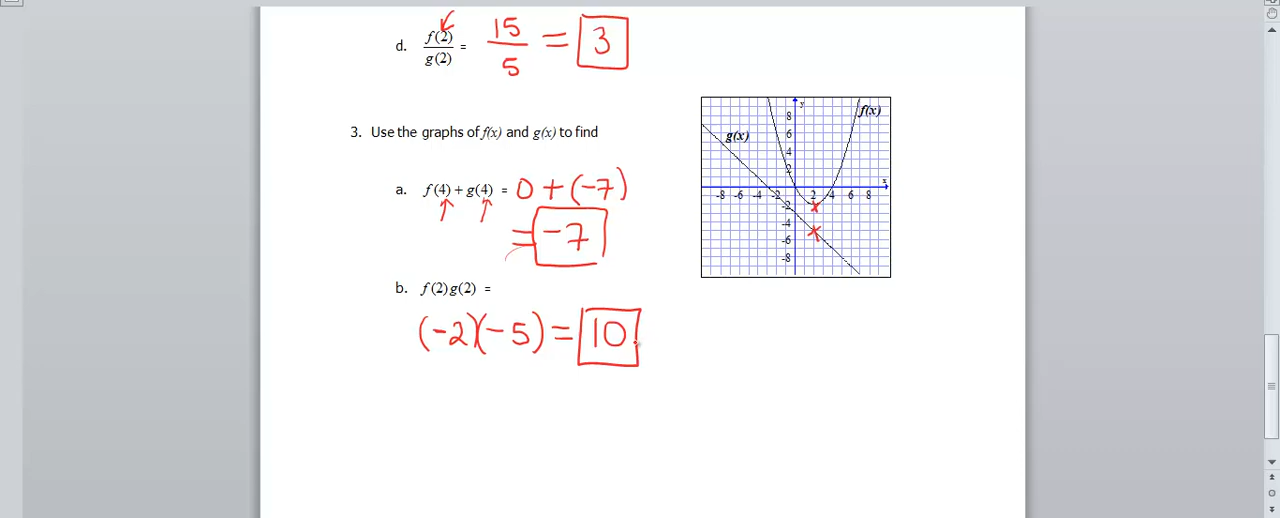 d. f(2)/g(2) = 15/5 = 3
3. Use the graphs of f(x) and g(x) to find
a. f(4) + g(4) = 0 + (-7)
= -7
b. f(2)g(2) =
(-2)(-5) = 10
y
f(x)
g(x)
8
6
4
2
x
-8 -6 -4 -2 2 4 6 8
-2
-4
-6
-8